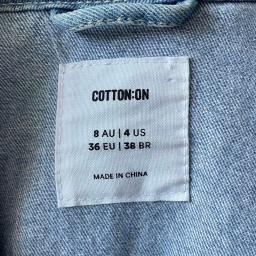 COTTON:ON
8 AU | 4 US
36 EU | 38 BR
MADE IN CHINA